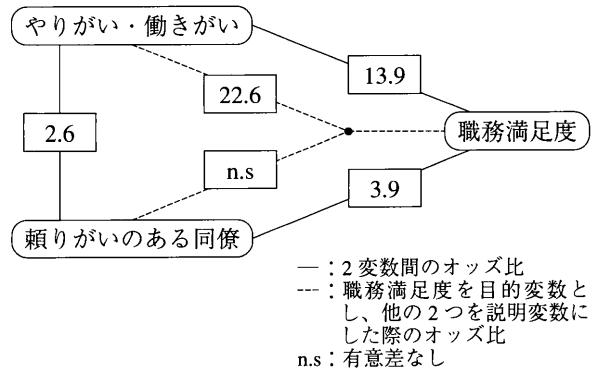 やりがい・働きがい
13.9
22.6
2.6
職務満足度
n.s
3.9
頼りがいのある同僚
―：2変数間のオッズ比
---：職務満足度を目的変数と
し、他の2つを説明変数に
した際のオッズ比
n.s：有意差なし